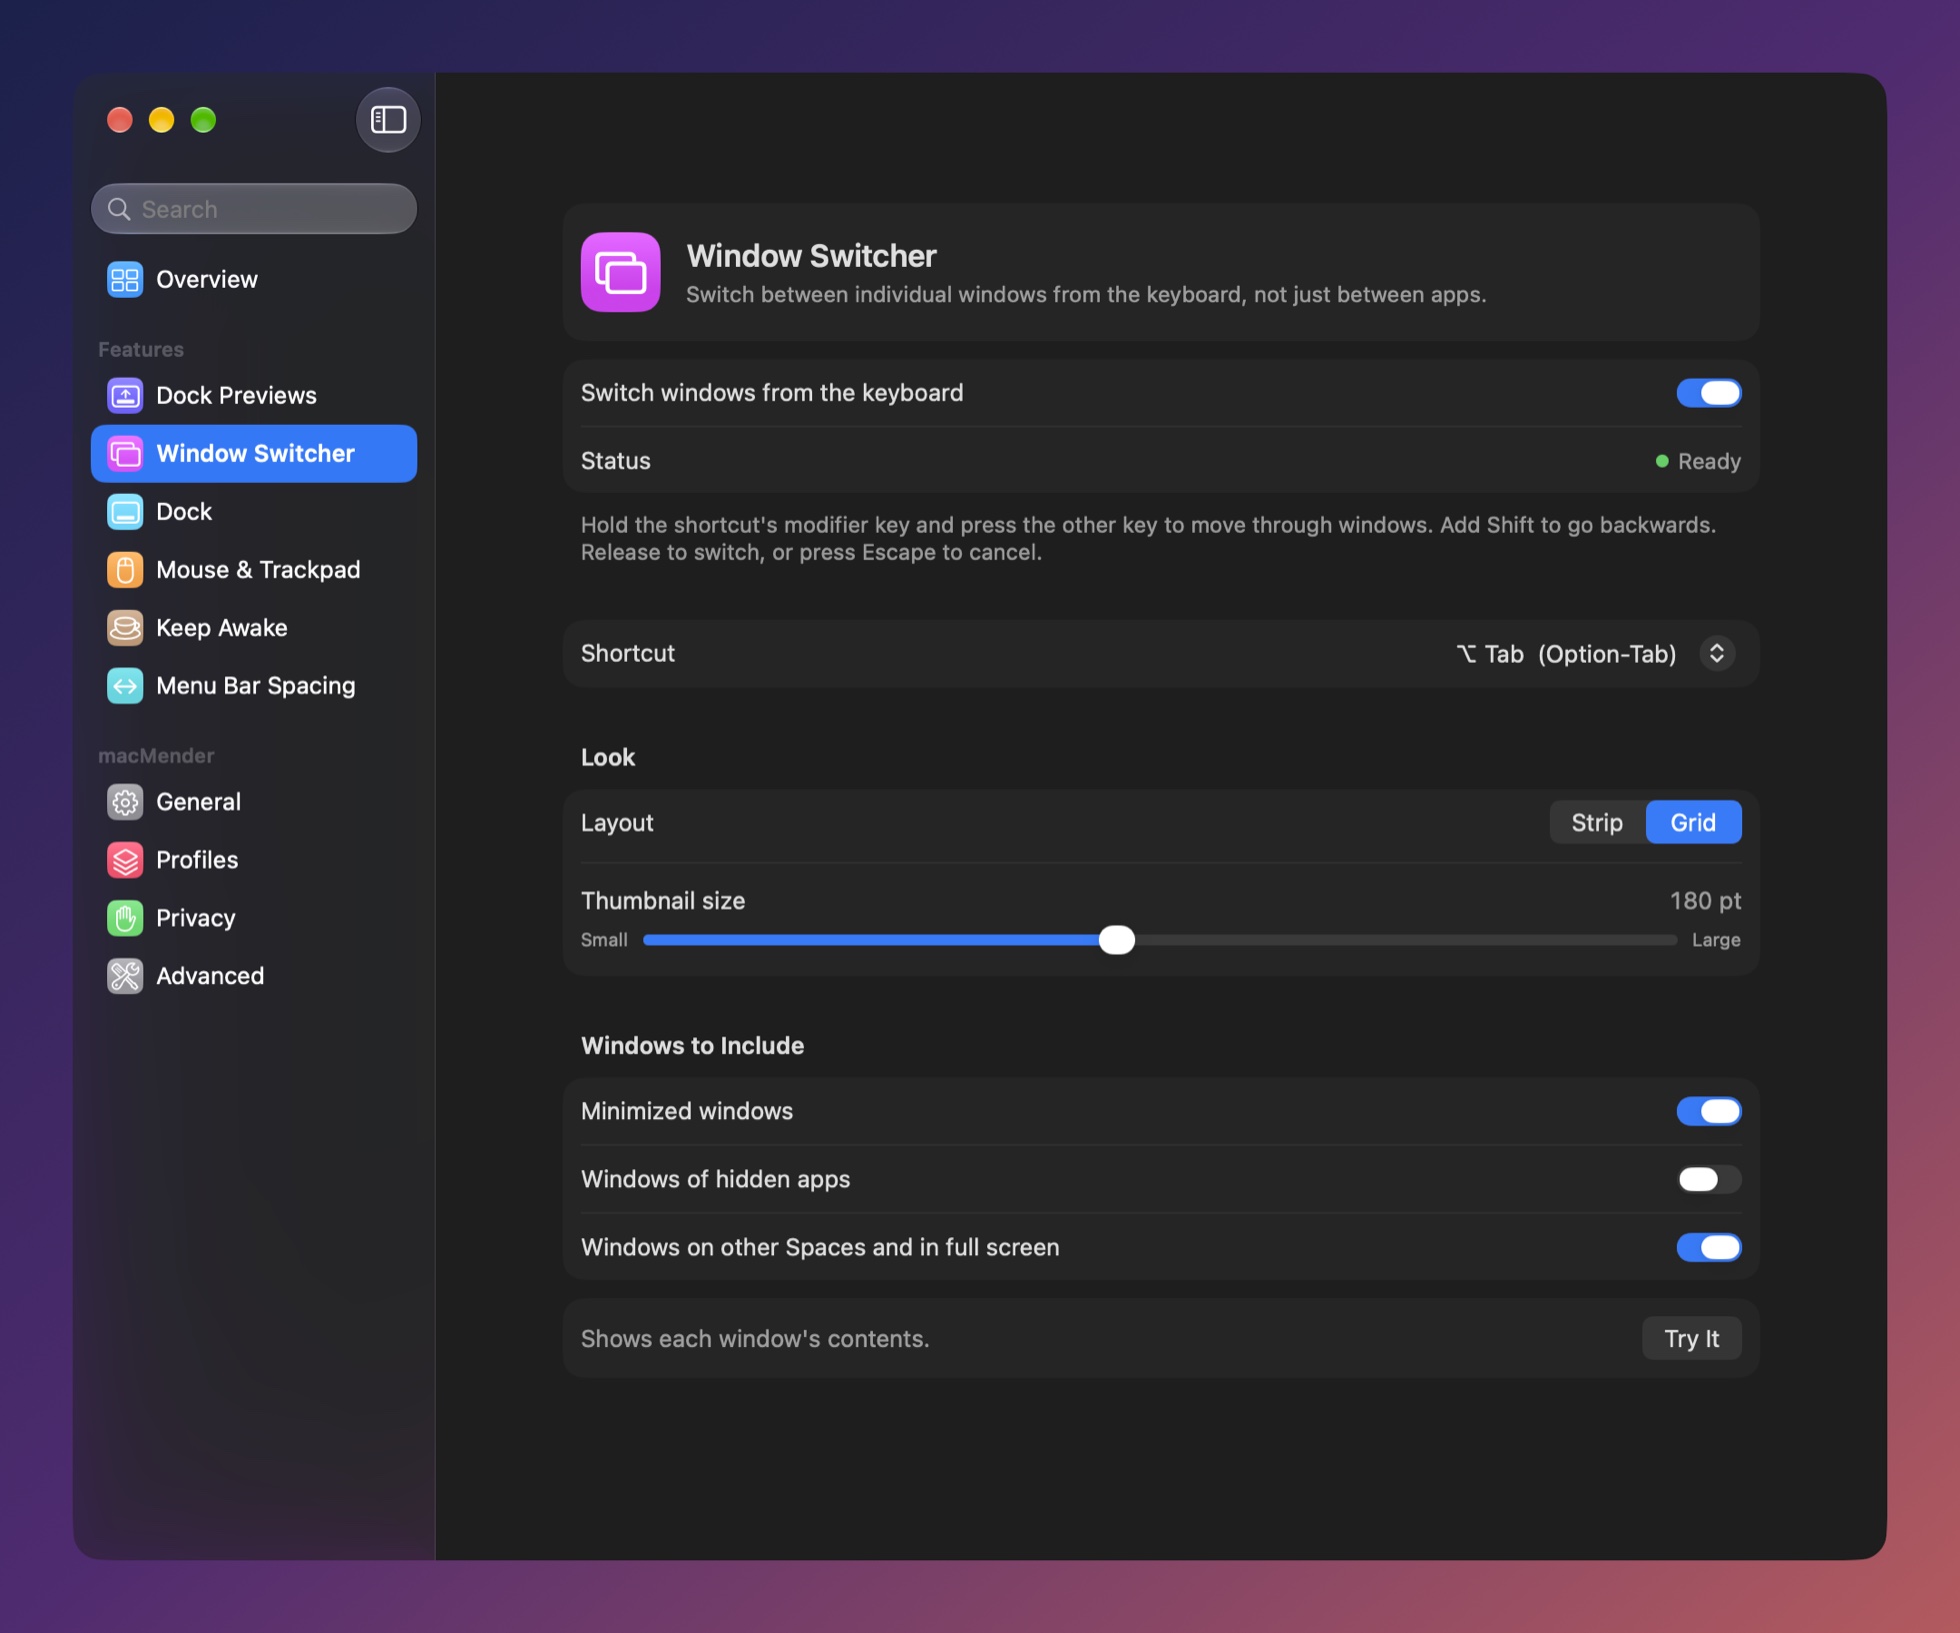 Search
Overview
Features
Dock Previews
Window Switcher
Dock
Mouse & Trackpad
Keep Awake
Menu Bar Spacing
macMender
General
Profiles
Privacy
Advanced
Window Switcher
Switch between individual windows from the keyboard, not just between apps.
Switch windows from the keyboard
Status Ready
Hold the shortcut's modifier key and press the other key to move through windows. Add Shift to go backwards.
Release to switch, or press Escape to cancel.
Shortcut ⌥ Tab (Option-Tab)
Look
Layout Strip Grid
Thumbnail size 180 pt
Small Large
Windows to Include
Minimized windows
Windows of hidden apps
Windows on other Spaces and in full screen
Shows each window's contents. Try It